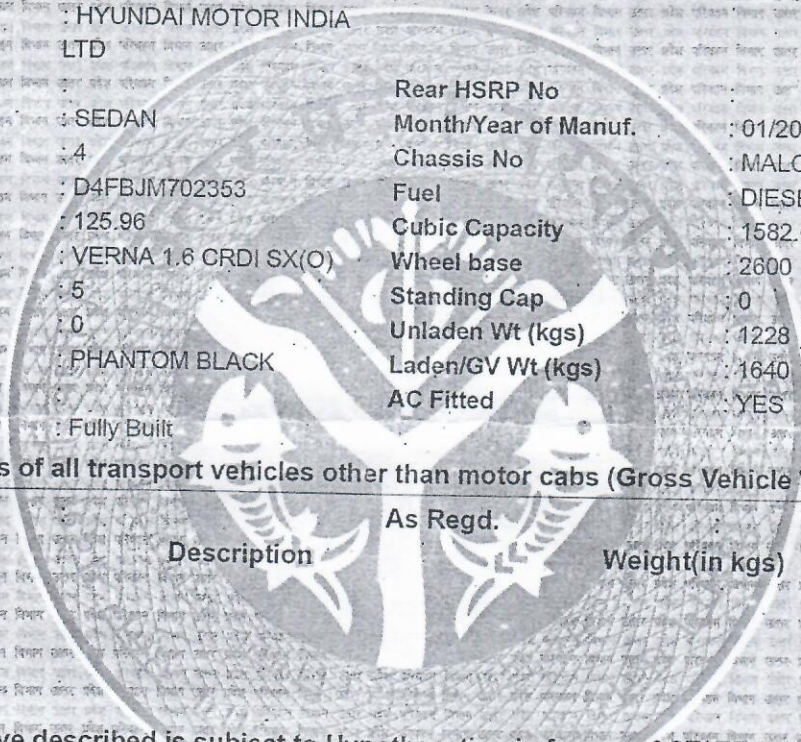 : HYUNDAI MOTOR INDIA
LTD
: Rear HSRP No :
: SEDAN Month/Year of Manuf. : 01/20
: 4 Chassis No : MALC
: D4FBJM702353 Fuel : DIESE
: 125.96 Cubic Capacity : 1582.
: VERNA 1.6 CRDI SX(O) Wheel base : 2600
: 5 Standing Cap : 0
: 0 Unladen Wt (kgs) : 1228
: PHANTOM BLACK Laden/GV Wt (kgs) : 1640
: AC Fitted : YES
: Fully Built
s of all transport vehicles other than motor cabs (Gross Vehicle
: As Regd. :
Description Weight(in kgs)
ve described is subject to